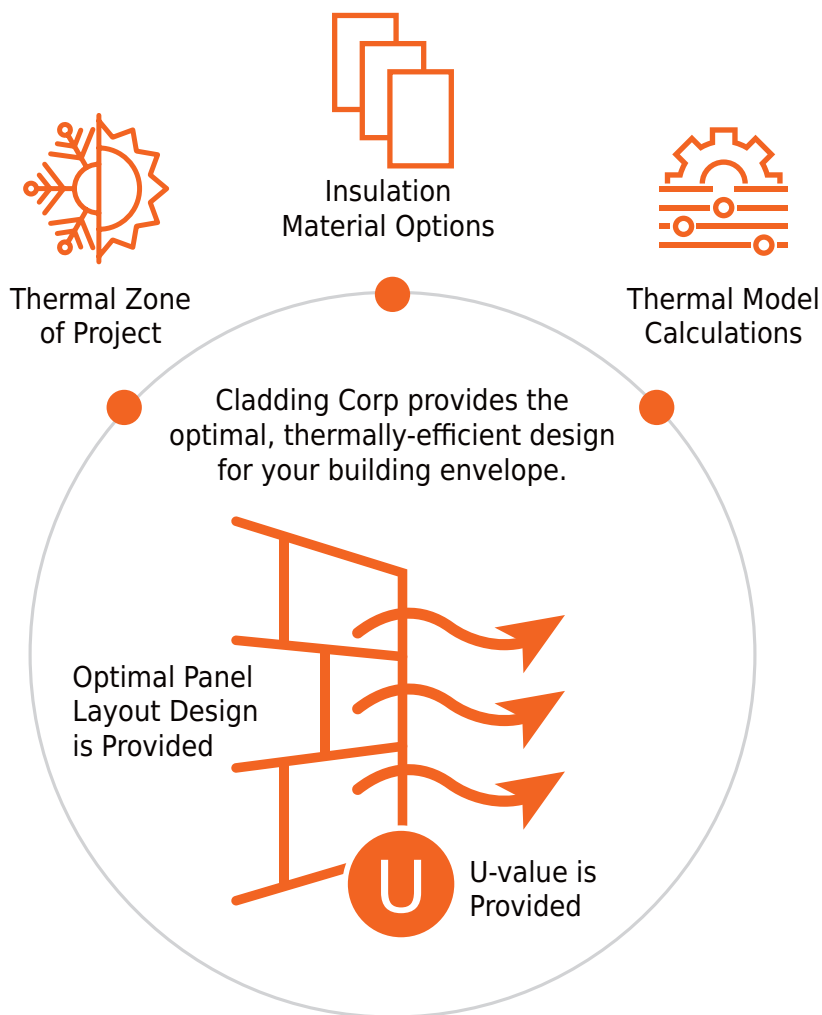 Insulation
Material Options
Thermal Zone
of Project
Thermal Model
Calculations
Cladding Corp provides the
optimal, thermally-efficient design
for your building envelope.
Optimal Panel
Layout Design
is Provided
U
U-value is
Provided